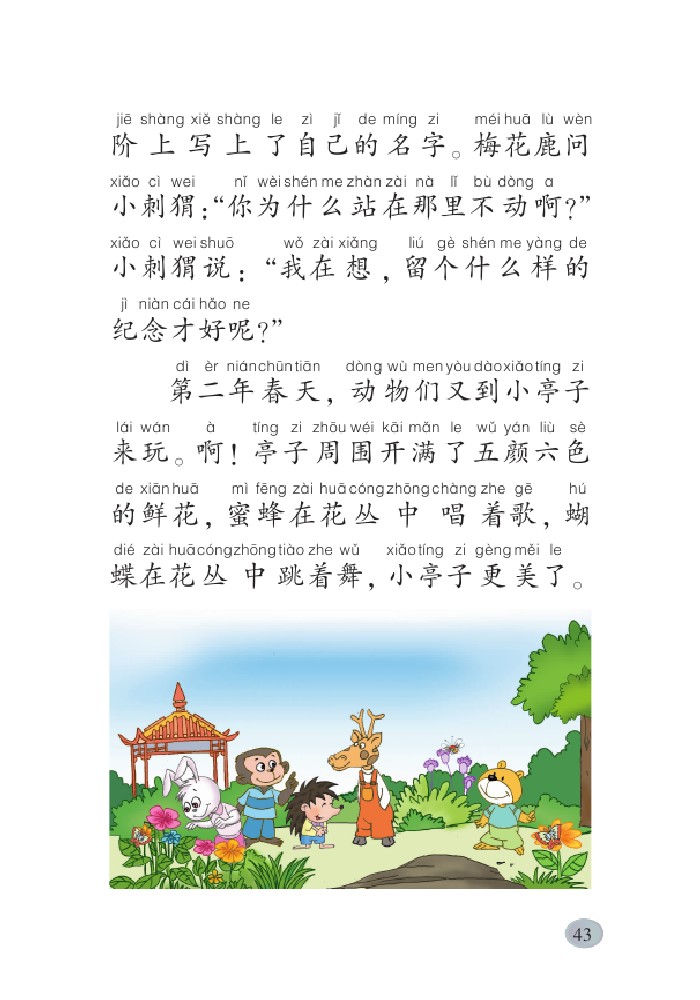 jiē shàng xiě shàng le zì jǐ de míng zi méi huā lù wèn
阶上写上了自己的名字。梅花鹿问
xiǎo cì wei nǐ wèi shén me zhàn zài nà lǐ bù dòng a
小刺猬：“你为什么站在那里不动啊？”
xiǎo cì wei shuō wǒ zài xiǎng liú gè shén me yàng de
小刺猬说：“我在想，留个什么样的
jì niàn cái hǎo ne
纪念才好呢？”
dì èr nián chūn tiān dòng wù men yòu dào xiǎo tíng zi
第二年春天，动物们又到小亭子
lái wán à tíng zi zhōu wéi kāi mǎn le wǔ yán liù sè
来玩。啊！亭子周围开满了五颜六色
de xiān huā mì fēng zài huā cóng zhōng chàng zhe gē hú
的鲜花，蜜蜂在花丛中唱着歌，蝴
dié zài huā cóng zhōng tiào zhe wǔ xiǎo tíng zi gèng měi le
蝶在花丛中跳着舞，小亭子更美了。
43